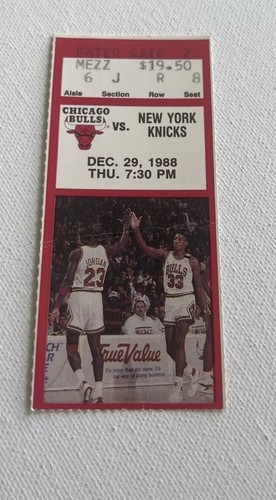 ENTER GATE 7
MEZZ $19.50
6 J R 8
Aisle Section Row Seat
CHICAGO
BULLS
VS.
NEW YORK
KNICKS
DEC. 29, 1988
THU. 7:30 PM
JORDAN
23
BULLS
33
True Value